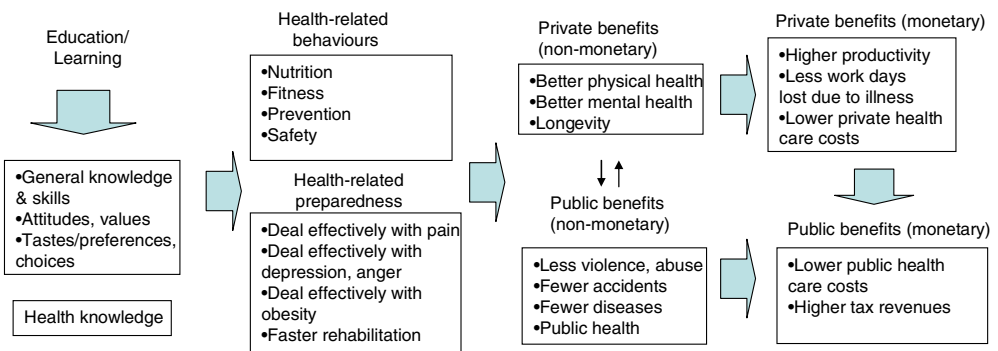 Education/
Learning
•General knowledge
& skills
•Attitudes, values
•Tastes/preferences,
choices
Health knowledge
Health-related
behaviours
•Nutrition
•Fitness
•Prevention
•Safety
Health-related
preparedness
•Deal effectively with pain
•Deal effectively with
depression, anger
•Deal effectively with
obesity
•Faster rehabilitation
Private benefits
(non-monetary)
•Better physical health
•Better mental health
•Longevity
Public benefits
(non-monetary)
•Less violence, abuse
•Fewer accidents
•Fewer diseases
•Public health
Private benefits (monetary)
•Higher productivity
•Less work days
lost due to illness
•Lower private health
care costs
Public benefits (monetary)
•Lower public health
care costs
•Higher tax revenues